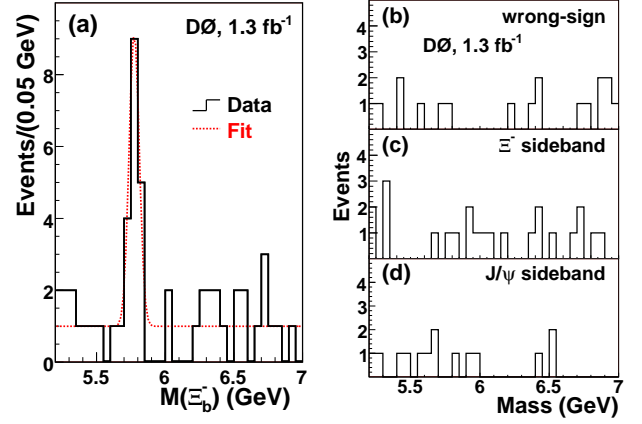 (a)
DØ, 1.3 fb⁻¹
Events/(0.05 GeV)
8
6
4
2
0
Data
Fit
5.5
6
6.5
7
M(Ξ_b⁻) (GeV)
(b)
wrong-sign
DØ, 1.3 fb⁻¹
4
3
2
1
(c)
Ξ⁻ sideband
Events
4
3
2
1
(d)
J/ψ sideband
4
3
2
1
5.5
6
6.5
7
Mass (GeV)